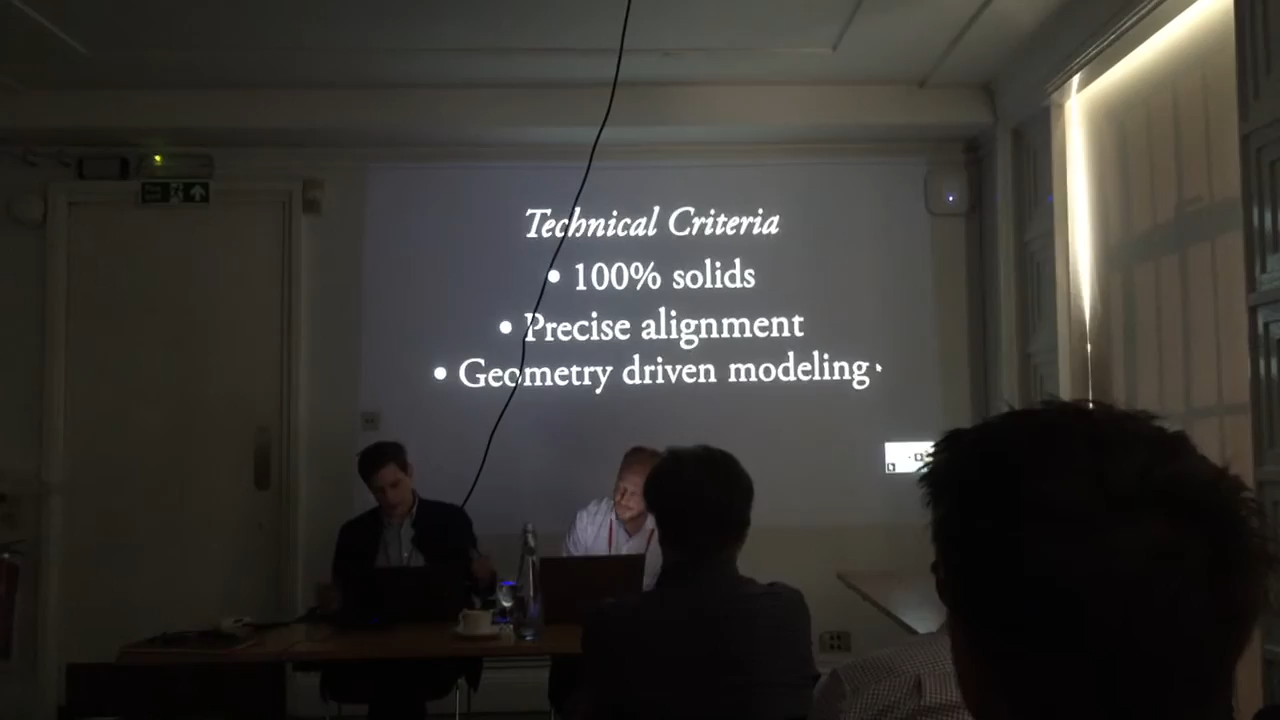 Technical Criteria
• 100% solids
• Precise alignment
• Geometry driven modeling